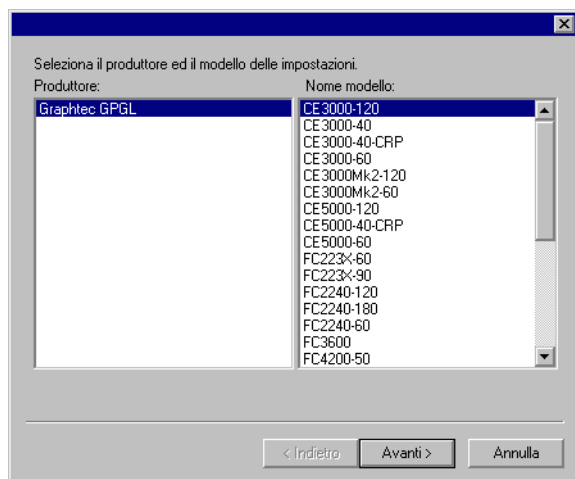 Seleziona il produttore ed il modello delle impostazioni.
Produttore:
Nome modello:
Graphtec GPGL
CE3000-120
CE3000-40
CE3000-40-CRP
CE3000-60
CE3000Mk2-120
CE3000Mk2-60
CE5000-120
CE5000-40-CRP
CE5000-60
FC223X-60
FC223X-90
FC2240-120
FC2240-180
FC2240-60
FC3600
FC4200-50
< Indietro
Avanti >
Annulla